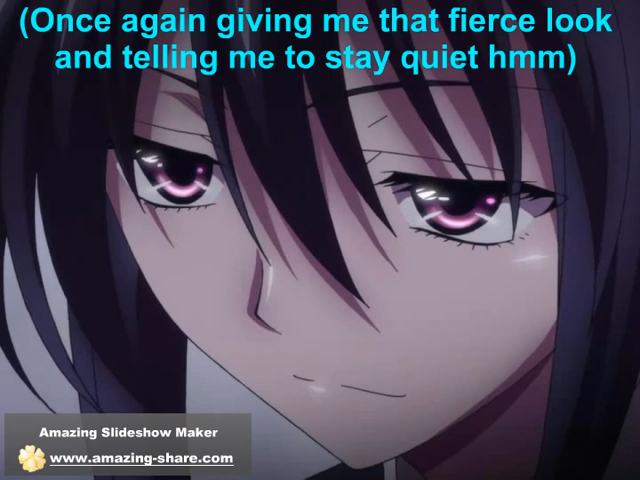 (Once again giving me that fierce look
and telling me to stay quiet hmm)
Amazing Slideshow Maker
www.amazing-share.com